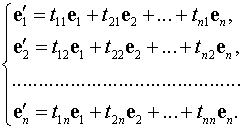 e′₁ = t₁₁e₁ + t₂₁e₂ + ... + tₙ₁eₙ,
e′₂ = t₁₂e₁ + t₂₂e₂ + ... + tₙ₂eₙ,
.............................................
e′ₙ = t₁ₙe₁ + t₂ₙe₂ + ... + tₙₙeₙ.